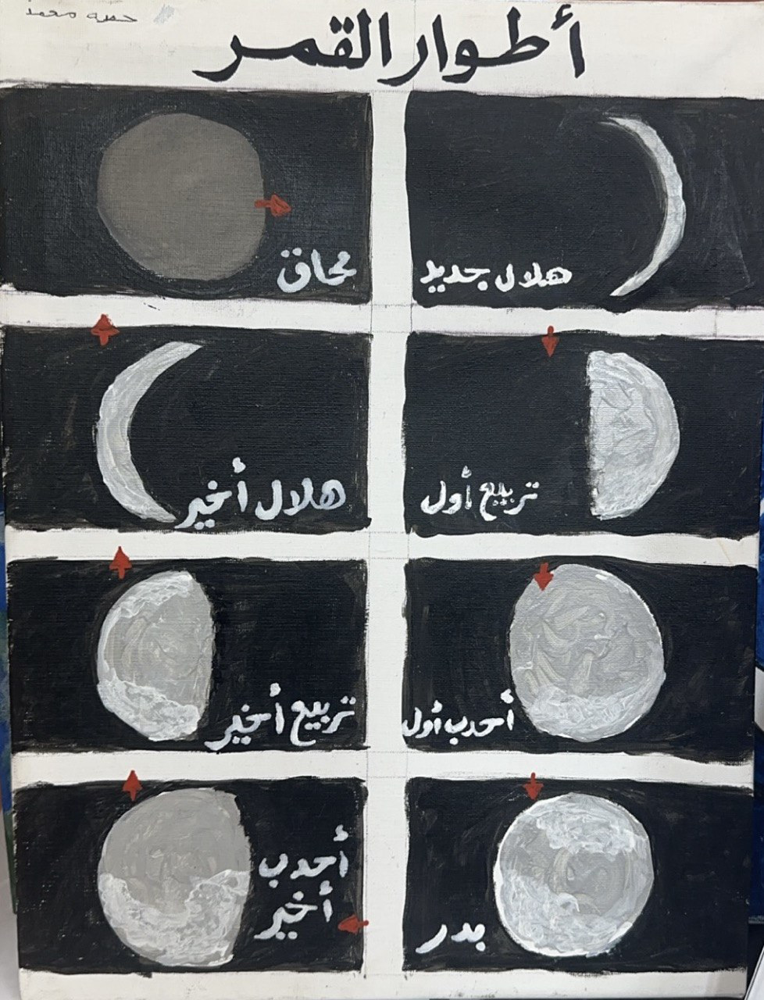 أطوار القمر
محاق
هلال جديد
تربيع أول
أحدب أول
بدر
أحدب
أخير
تربيع أخير
هلال أخير